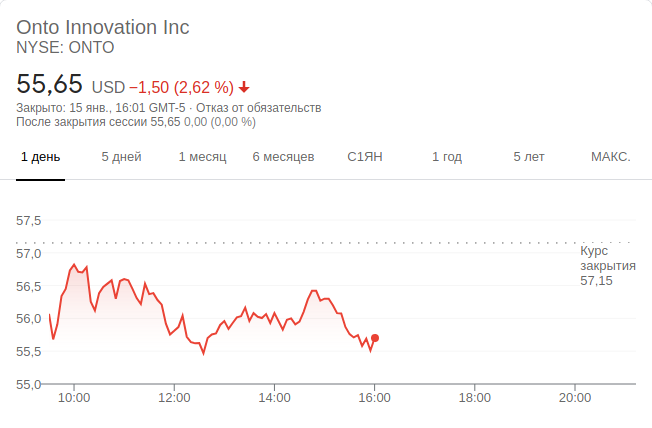 Onto Innovation Inc
NYSE: ONTO
55,65 USD −1,50 (2,62 %)
Закрыто: 15 янв., 16:01 GMT-5 · Отказ от обязательств
После закрытия сессии 55,65 0,00 (0,00 %)
1 день 5 дней 1 месяц 6 месяцев С1ЯН 1 год 5 лет МАКС.
57,5
57,0
56,5
56,0
55,5
55,0
Курс
закрытия
57,15
10:00 12:00 14:00 16:00 18:00 20:00